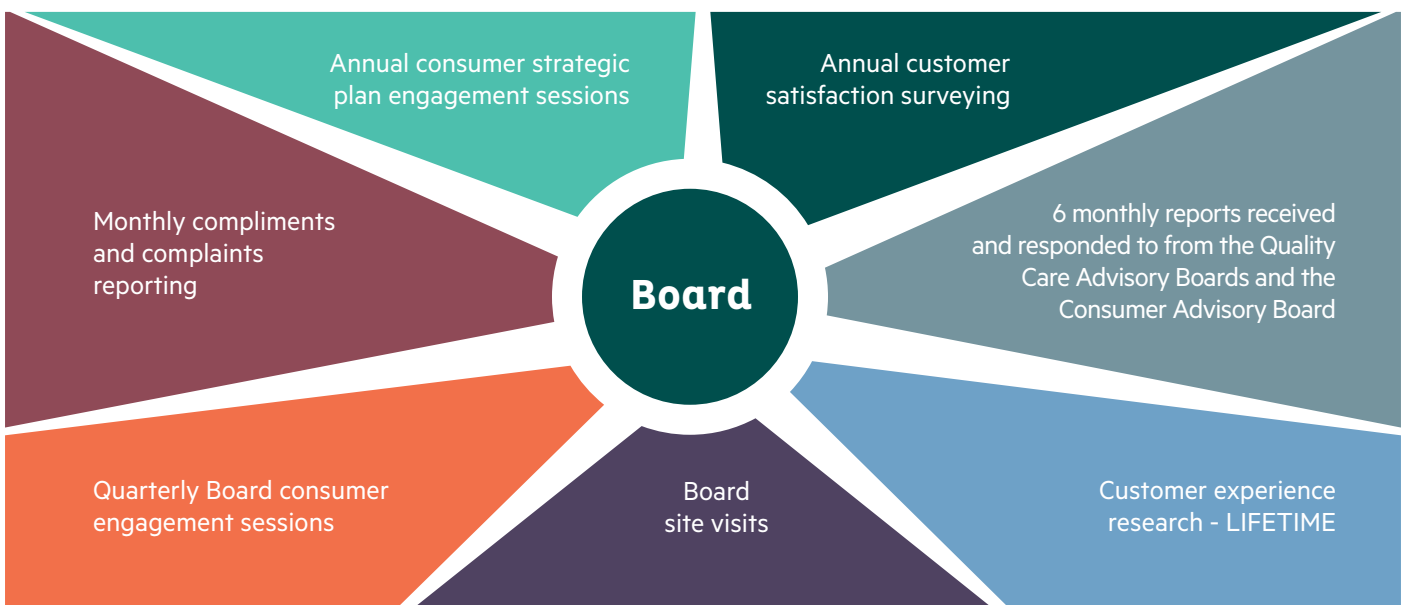 Annual consumer strategic
plan engagement sessions
Annual customer
satisfaction surveying
Monthly compliments
and complaints
reporting
6 monthly reports received
and responded to from the Quality
Care Advisory Boards and the
Consumer Advisory Board
Board
Quarterly Board consumer
engagement sessions
Board
site visits
Customer experience
research - LIFETIME